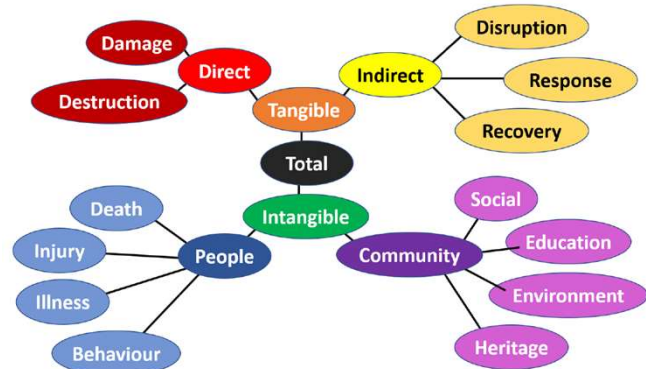 Damage
Direct
Destruction
Tangible
Indirect
Disruption
Response
Recovery
Total
Intangible
Death
Injury
People
Illness
Behaviour
Social
Community
Education
Environment
Heritage